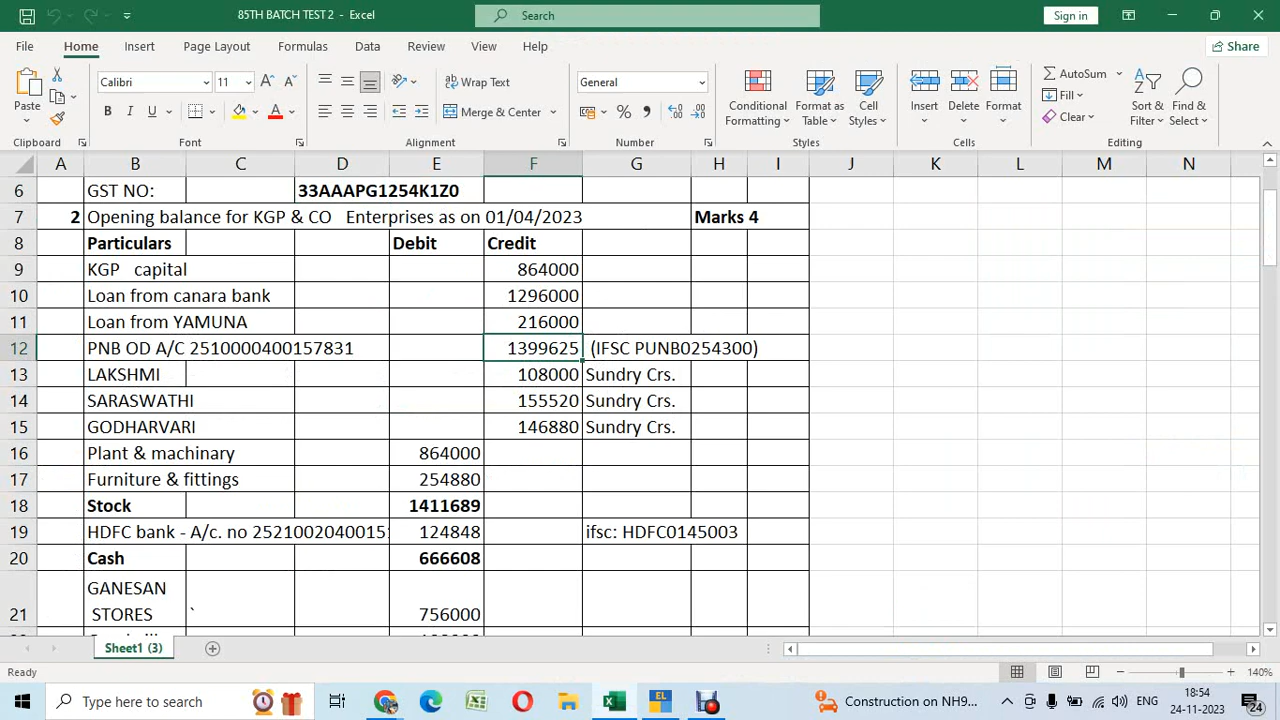 85TH BATCH TEST 2 - Excel
Search
Sign in
File Home Insert Page Layout Formulas Data Review View Help
Share
Paste
Calibri 11
B I U
Wrap Text
Merge & Center
General
Conditional Formatting
Format as Table
Cell Styles
Insert
Delete
Format
AutoSum
Fill
Clear
Sort & Filter
Find & Select
Clipboard Font Alignment Number Styles Cells Editing
A B C D E F G H I J K L M N
6 GST NO: 33AAAPG1254K1Z0
7 2 Opening balance for KGP & CO Enterprises as on 01/04/2023 Marks 4
8 Particulars Debit Credit
9 KGP capital 864000
10 Loan from canara bank 1296000
11 Loan from YAMUNA 216000
12 PNB OD A/C 2510000400157831 1399625 (IFSC PUNB0254300)
13 LAKSHMI 108000 Sundry Crs.
14 SARASWATHI 155520 Sundry Crs.
15 GODHARVARI 146880 Sundry Crs.
16 Plant & machinary 864000
17 Furniture & fittings 254880
18 Stock 1411689
19 HDFC bank - A/c. no 2521002040015 124848 ifsc: HDFC0145003
20 Cash 666608
GANESAN
21 STORES ` 756000
Sheet1 (3)
Ready
140%
Type here to search
Construction on NH9...
ENG
18:54
24-11-2023
24